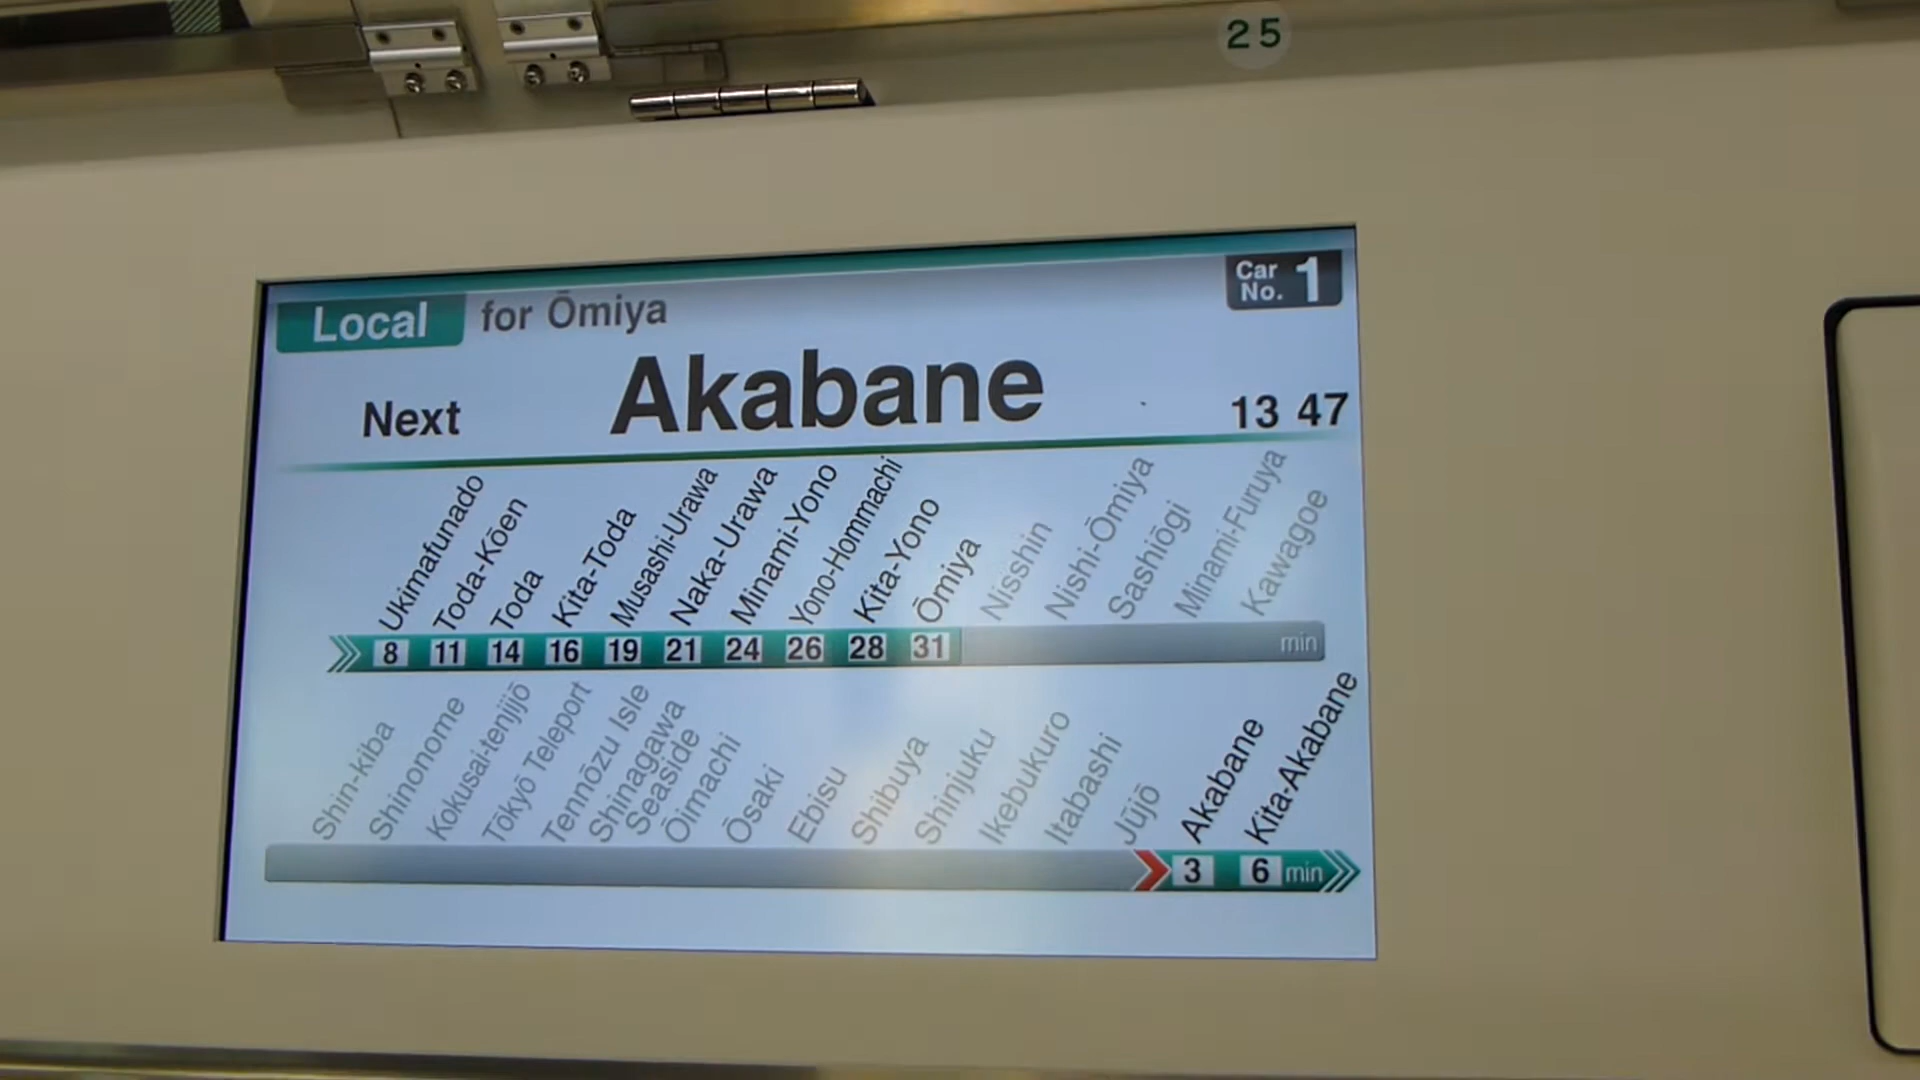 25
Local for Ōmiya
Car No. 1
Next Akabane 13 47
Ukimafunado
Toda-Kōen
Toda
Kita-Toda
Musashi-Urawa
Naka-Urawa
Minami-Yono
Yono-Hommachi
Kita-Yono
Ōmiya
Nisshin
Nishi-Ōmiya
Sashiōgi
Minami-Furuya
Kawagoe
8 11 14 16 19 21 24 26 28 31 min
Shin-kiba
Shinonome
Kokusai-tenjijō
Tōkyō Teleport
Tennōzu Isle
Shinagawa
Seaside
Ōimachi
Ōsaki
Ebisu
Shibuya
Shinjuku
Ikebukuro
Itabashi
Jūjō
Akabane
Kita-Akabane
3 6 min